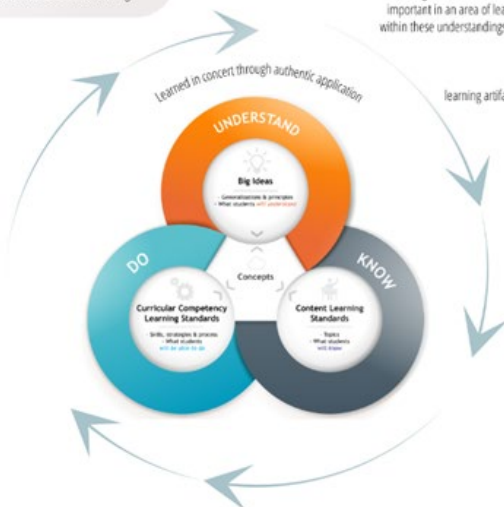 important in an area of lea
within these understandings
learning artifa
Learned in concert through authentic application
UNDERSTAND
Big Ideas
- Generalizations & principles
- What students will understand
DO
KNOW
Concepts
Curricular Competency
Learning Standards
- Skills, strategies & process
- What students
will be able to do
Content Learning
Standards
- Topics
- What students
will know